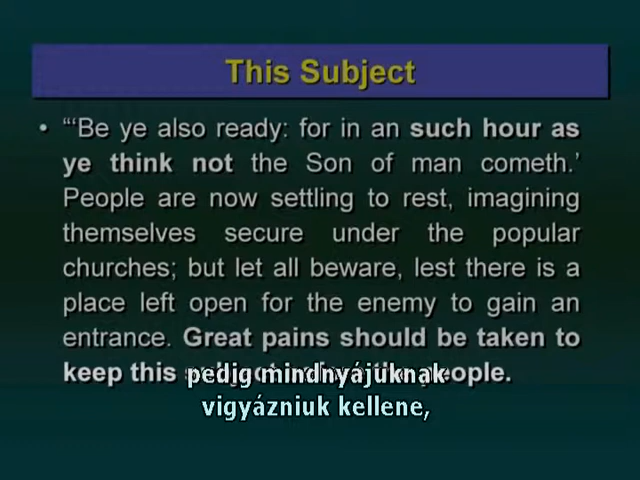 This Subject
• “‘Be ye also ready: for in an such hour as
ye think not the Son of man cometh.’
People are now settling to rest, imagining
themselves secure under the popular
churches; but let all beware, lest there is a
place left open for the enemy to gain an
entrance. Great pains should be taken to
keep this people.
pedig mindnyájuknak
vigyázniuk kellene,